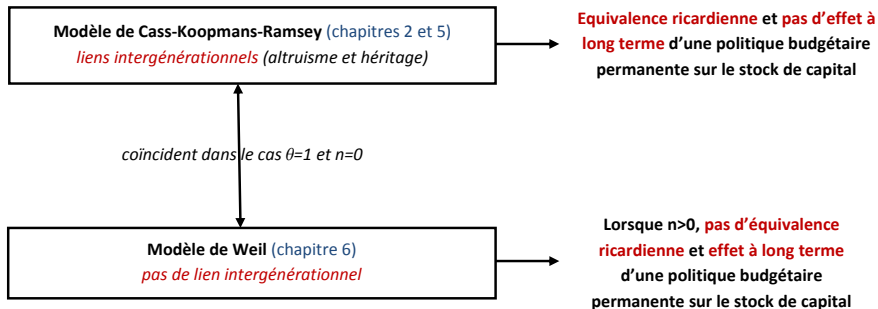 Modèle de Cass-Koopmans-Ramsey (chapitres 2 et 5)
liens intergénérationnels (altruisme et héritage)
Equivalence ricardienne et pas d'effet à
long terme d'une politique budgétaire
permanente sur le stock de capital
coïncident dans le cas θ=1 et n=0
Modèle de Weil (chapitre 6)
pas de lien intergénérationnel
Lorsque n>0, pas d'équivalence
ricardienne et effet à long terme
d'une politique budgétaire
permanente sur le stock de capital